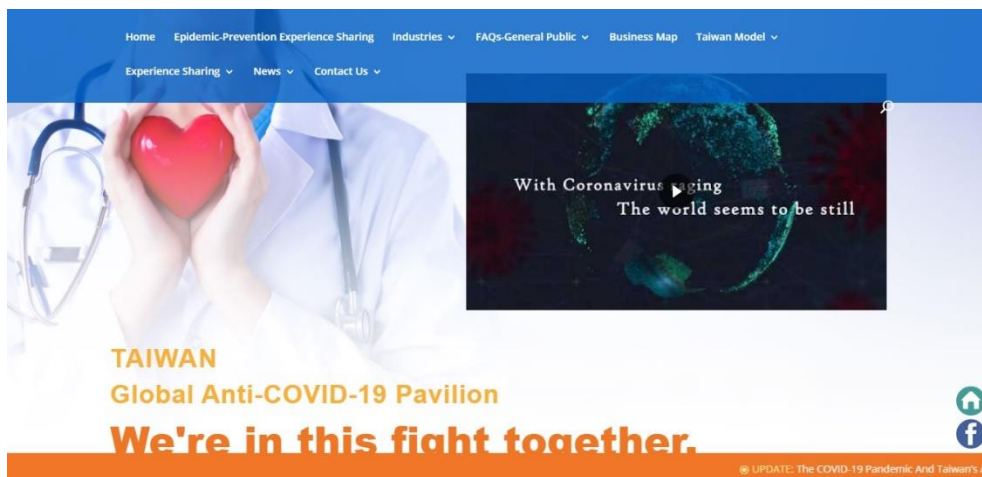 Home Epidemic-Prevention Experience Sharing Industries FAQs-General Public Business Map Taiwan Model
Experience Sharing News Contact Us
With Coronavirus raging
The world seems to be still
TAIWAN
Global Anti-COVID-19 Pavilion
We're in this fight together.
UPDATE: The COVID-19 Pandemic And Taiwan's